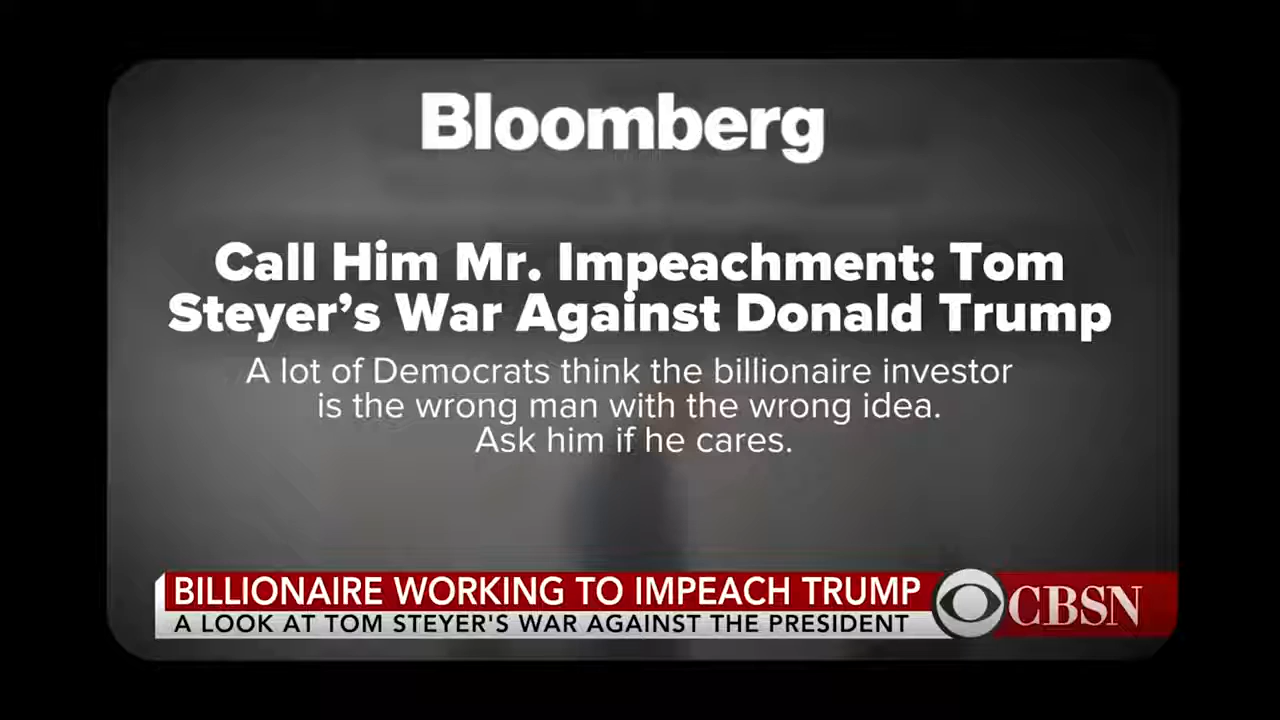 Bloomberg
Call Him Mr. Impeachment: Tom
Steyer’s War Against Donald Trump
A lot of Democrats think the billionaire investor
is the wrong man with the wrong idea.
Ask him if he cares.
BILLIONAIRE WORKING TO IMPEACH TRUMP
A LOOK AT TOM STEYER'S WAR AGAINST THE PRESIDENT
CBSN